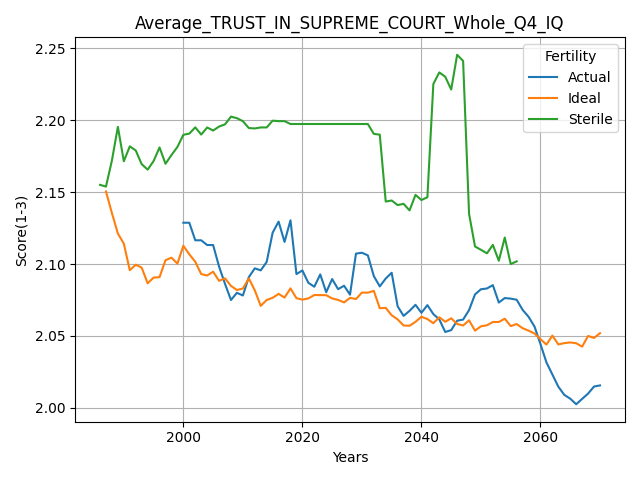 Average_TRUST_IN_SUPREME_COURT_Whole_Q4_IQ
Fertility
Actual
Ideal
Sterile
Score(1-3)
2.25
2.20
2.15
2.10
2.05
2.00
2000
2020
2040
2060
Years